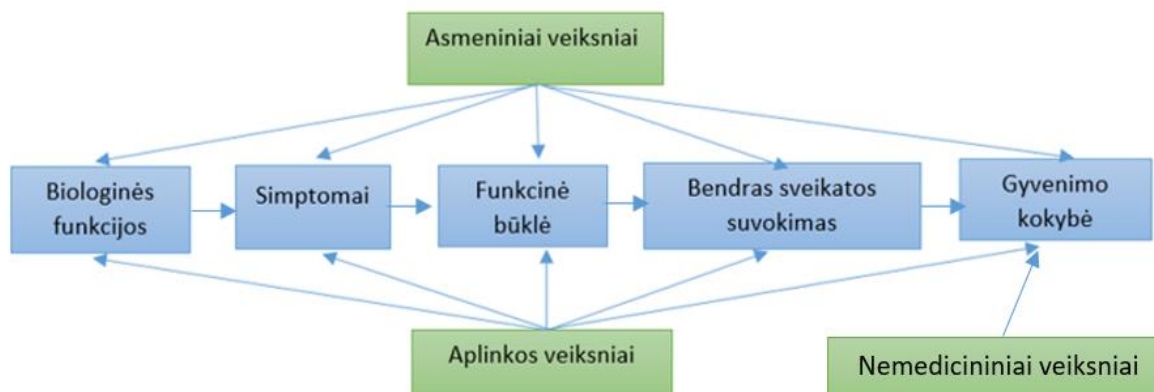 Asmeniniai veiksniai
Biologinės
funkcijos
Simptomai
Funkcinė
būklė
Bendras sveikatos
suvokimas
Gyvenimo
kokybė
Aplinkos veiksniai
Nemedicininiai veiksniai